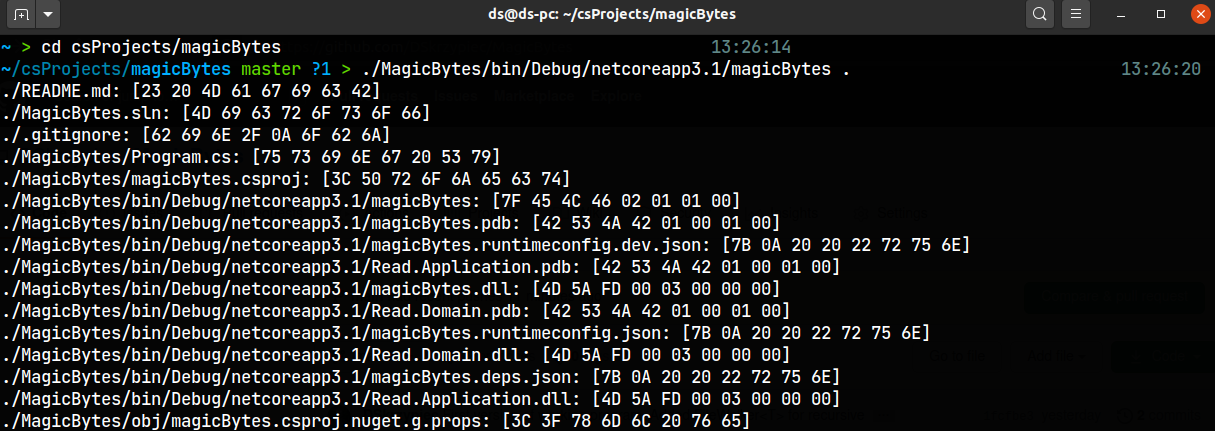 ds@ds-pc: ~/csProjects/magicBytes
~ > cd csProjects/magicBytes 13:26:14
~/csProjects/magicBytes master ?1 > ./MagicBytes/bin/Debug/netcoreapp3.1/magicBytes . 13:26:20
./README.md: [23 20 4D 61 67 69 63 42]
./MagicBytes.sln: [4D 69 63 72 6F 73 6F 66]
./.gitignore: [62 69 6E 2F 0A 6F 62 6A]
./MagicBytes/Program.cs: [75 73 69 6E 67 20 53 79]
./MagicBytes/magicBytes.csproj: [3C 50 72 6F 6A 65 63 74]
./MagicBytes/bin/Debug/netcoreapp3.1/magicBytes: [7F 45 4C 46 02 01 01 00]
./MagicBytes/bin/Debug/netcoreapp3.1/magicBytes.pdb: [42 53 4A 42 01 00 01 00]
./MagicBytes/bin/Debug/netcoreapp3.1/magicBytes.runtimeconfig.dev.json: [7B 0A 20 20 22 72 75 6E]
./MagicBytes/bin/Debug/netcoreapp3.1/Read.Application.pdb: [42 53 4A 42 01 00 01 00]
./MagicBytes/bin/Debug/netcoreapp3.1/magicBytes.dll: [4D 5A FD 00 03 00 00 00]
./MagicBytes/bin/Debug/netcoreapp3.1/Read.Domain.pdb: [42 53 4A 42 01 00 01 00]
./MagicBytes/bin/Debug/netcoreapp3.1/magicBytes.runtimeconfig.json: [7B 0A 20 20 22 72 75 6E]
./MagicBytes/bin/Debug/netcoreapp3.1/Read.Domain.dll: [4D 5A FD 00 03 00 00 00]
./MagicBytes/bin/Debug/netcoreapp3.1/magicBytes.deps.json: [7B 0A 20 20 22 72 75 6E]
./MagicBytes/bin/Debug/netcoreapp3.1/Read.Application.dll: [4D 5A FD 00 03 00 00 00]
./MagicBytes/obj/magicBytes.csproj.nuget.g.props: [3C 3F 78 6D 6C 20 76 65]